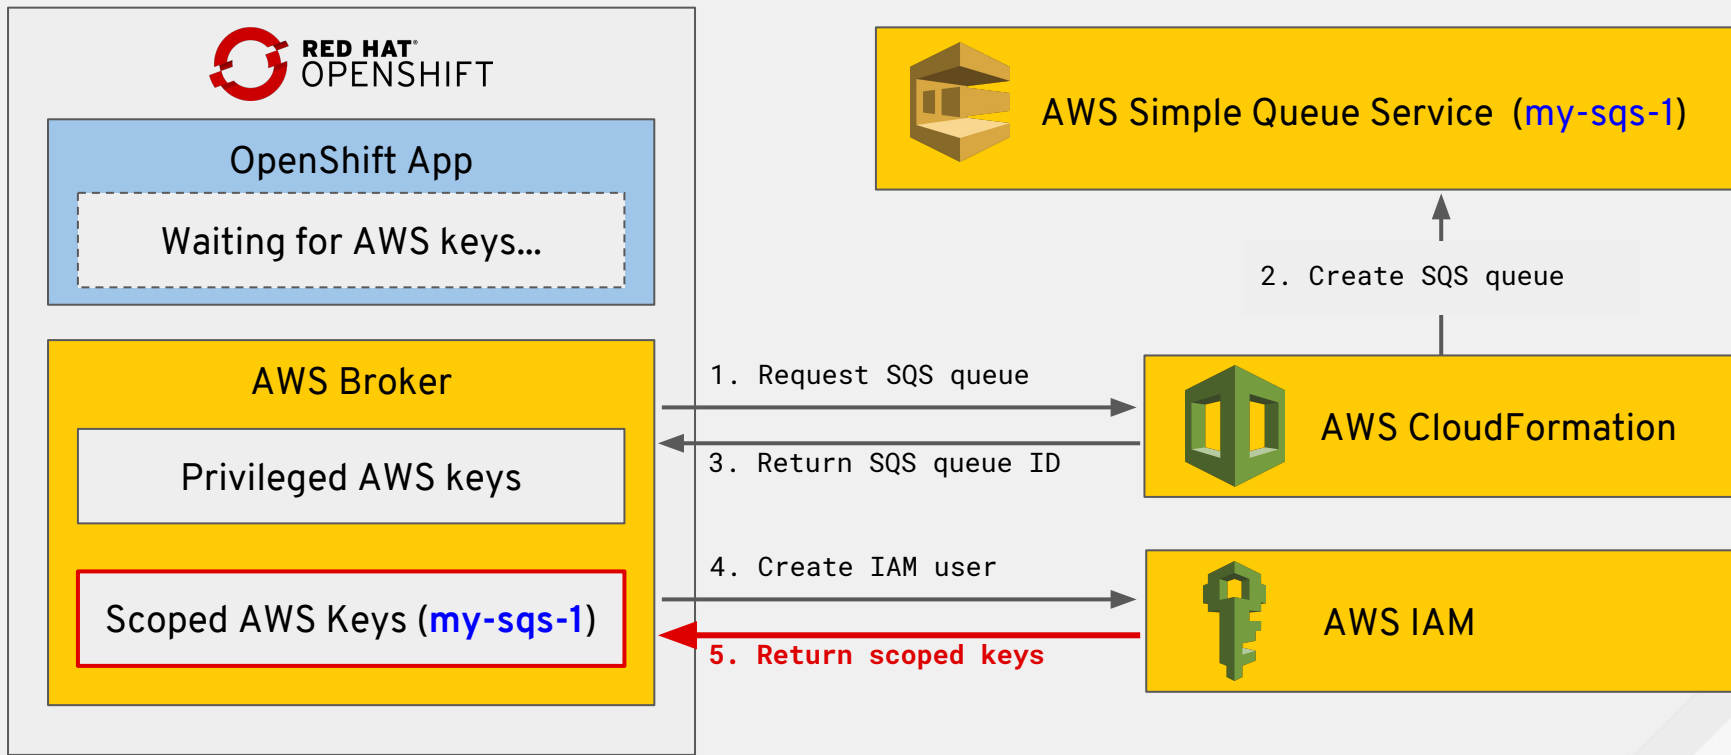 RED HAT®
OPENSHIFT
OpenShift App
Waiting for AWS keys...
AWS Broker
Privileged AWS keys
Scoped AWS Keys (my-sqs-1)
AWS Simple Queue Service (my-sqs-1)
2. Create SQS queue
1. Request SQS queue
3. Return SQS queue ID
AWS CloudFormation
4. Create IAM user
5. Return scoped keys
AWS IAM